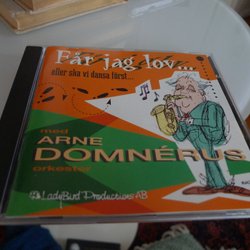 Får jag lov...
eller ska vi dansa först...
med
ARNE
DOMNÉRUS
orkester
LadyBird Productions AB